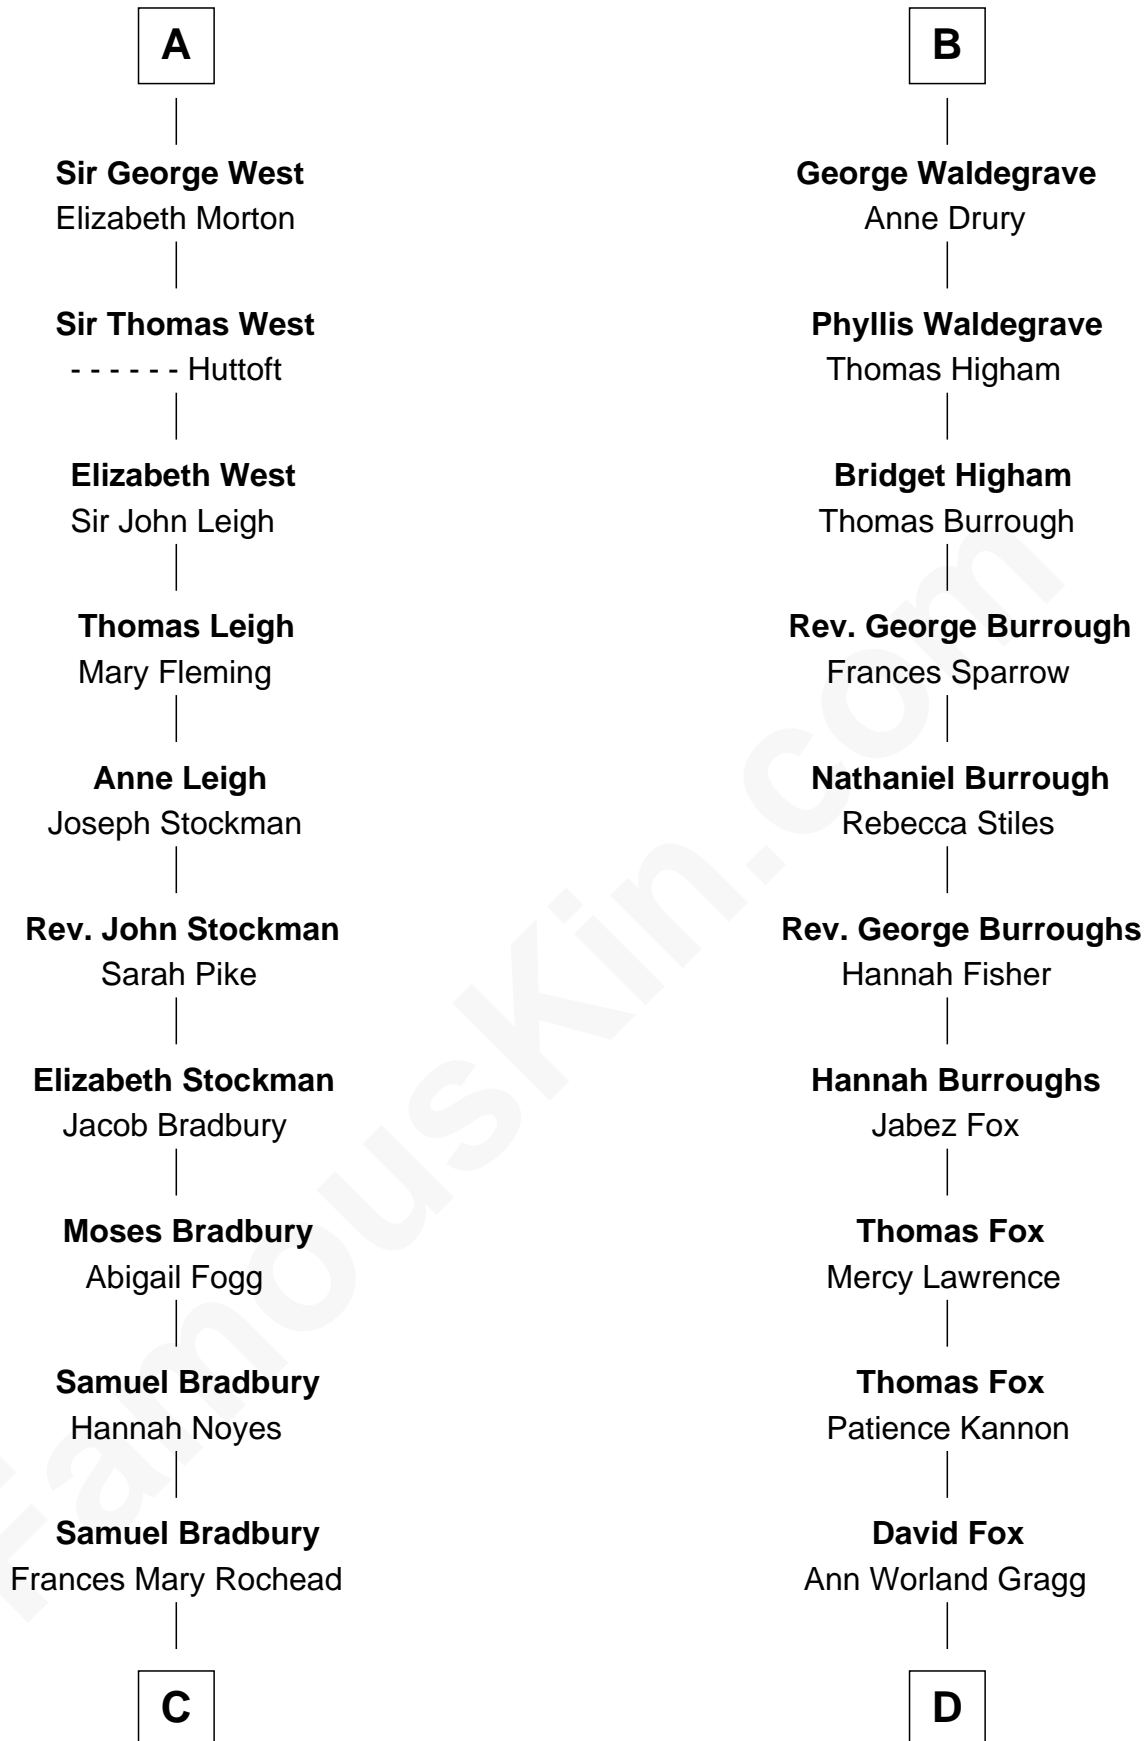 A
Sir George West
Elizabeth Morton
Sir Thomas West
- - - - - - Huttoft
Elizabeth West
Sir John Leigh
Thomas Leigh
Mary Fleming
Anne Leigh
Joseph Stockman
Rev. John Stockman
Sarah Pike
Elizabeth Stockman
Jacob Bradbury
Moses Bradbury
Abigail Fogg
Samuel Bradbury
Hannah Noyes
Samuel Bradbury
Frances Mary Rochead
C
B
George Waldegrave
Anne Drury
Phyllis Waldegrave
Thomas Higham
Bridget Higham
Thomas Burrough
Rev. George Burrough
Frances Sparrow
Nathaniel Burrough
Rebecca Stiles
Rev. George Burroughs
Hannah Fisher
Hannah Burroughs
Jabez Fox
Thomas Fox
Mercy Lawrence
Thomas Fox
Patience Kannon
David Fox
Ann Worland Gragg
D
FamousKin.com